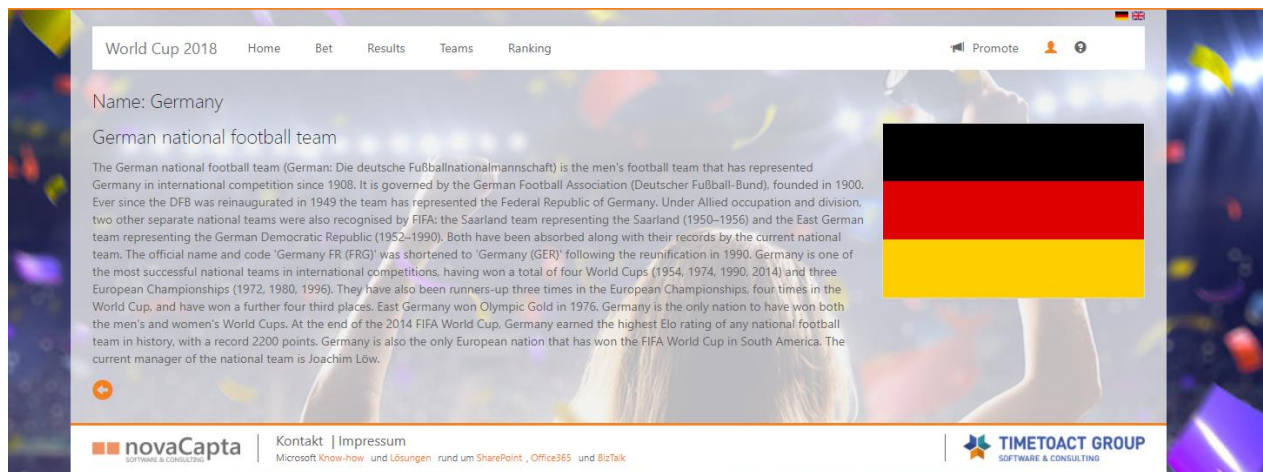 World Cup 2018 Home Bet Results Teams Ranking Promote
Name: Germany
German national football team
The German national football team (German: Die deutsche Fußballnationalmannschaft) is the men's football team that has represented
Germany in international competition since 1908. It is governed by the German Football Association (Deutscher Fußball-Bund), founded in 1900.
Ever since the DFB was reinaugurated in 1949 the team has represented the Federal Republic of Germany. Under Allied occupation and division,
two other separate national teams were also recognised by FIFA: the Saarland team representing the Saarland (1950–1956) and the East German
team representing the German Democratic Republic (1952–1990). Both have been absorbed along with their records by the current national
team. The official name and code 'Germany FR (FRG)' was shortened to 'Germany (GER)' following the reunification in 1990. Germany is one of
the most successful national teams in international competitions, having won a total of four World Cups (1954, 1974, 1990, 2014) and three
European Championships (1972, 1980, 1996). They have also been runners-up three times in the European Championships, four times in the
World Cup, and have won a further four third places. East Germany won Olympic Gold in 1976. Germany is the only nation to have won both
the men's and women's World Cups. At the end of the 2014 FIFA World Cup, Germany earned the highest Elo rating of any national football
team in history, with a record 2200 points. Germany is also the only European nation that has won the FIFA World Cup in South America. The
current manager of the national team is Joachim Löw.
novaCapta
SOFTWARE & CONSULTING
Kontakt | Impressum
Microsoft Know-how und Lösungen rund um SharePoint , Office365 und BizTalk
TIMETOACT GROUP
SOFTWARE & CONSULTING